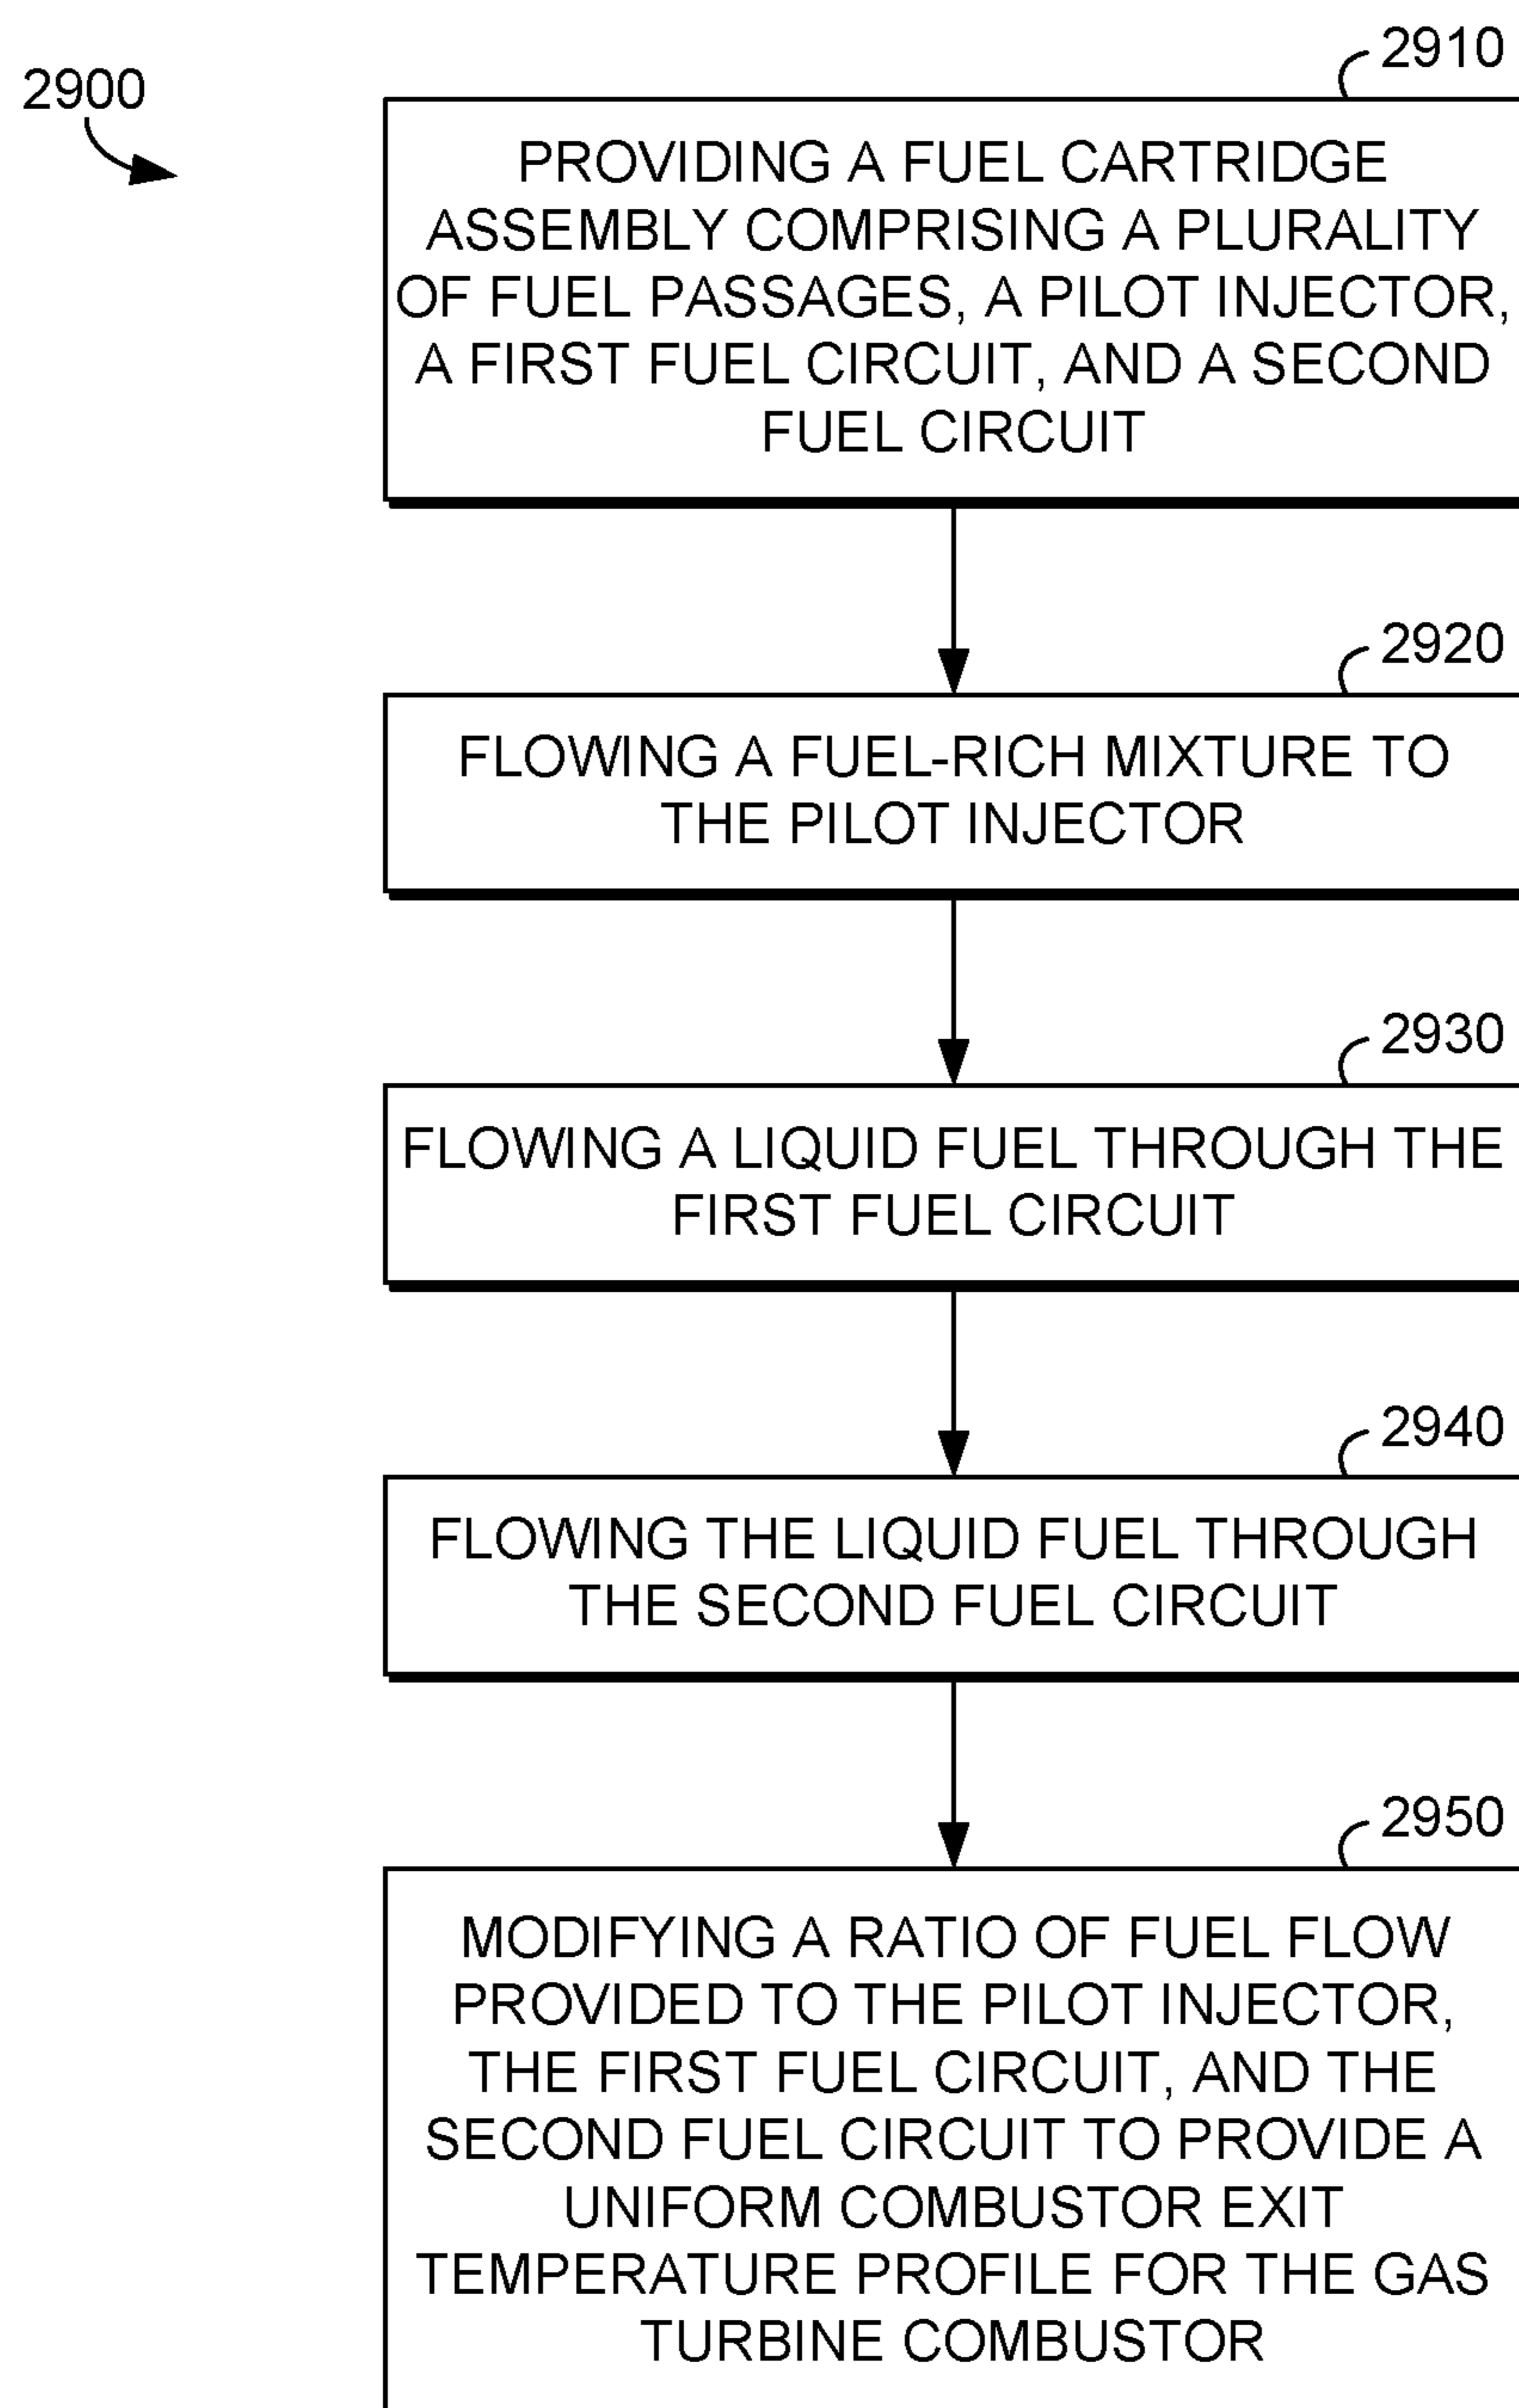 2900
2910
PROVIDING A FUEL CARTRIDGE
ASSEMBLY COMPRISING A PLURALITY
OF FUEL PASSAGES, A PILOT INJECTOR,
A FIRST FUEL CIRCUIT, AND A SECOND
FUEL CIRCUIT
2920
FLOWING A FUEL-RICH MIXTURE TO
THE PILOT INJECTOR
2930
FLOWING A LIQUID FUEL THROUGH THE
FIRST FUEL CIRCUIT
2940
FLOWING THE LIQUID FUEL THROUGH
THE SECOND FUEL CIRCUIT
2950
MODIFYING A RATIO OF FUEL FLOW
PROVIDED TO THE PILOT INJECTOR,
THE FIRST FUEL CIRCUIT, AND THE
SECOND FUEL CIRCUIT TO PROVIDE A
UNIFORM COMBUSTOR EXIT
TEMPERATURE PROFILE FOR THE GAS
TURBINE COMBUSTOR